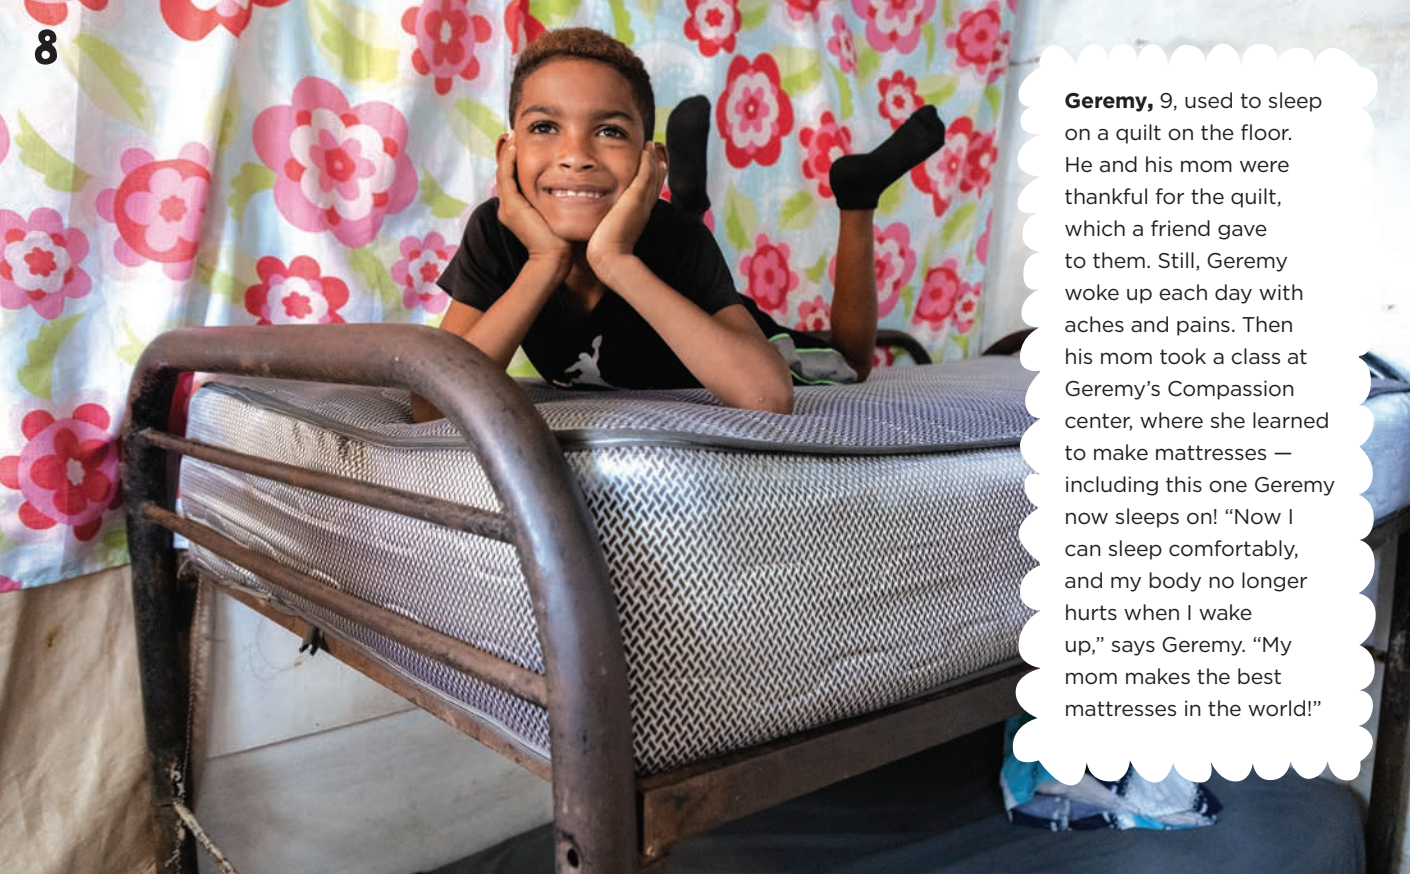 8
Geremy, 9, used to sleep
on a quilt on the floor.
He and his mom were
thankful for the quilt,
which a friend gave
to them. Still, Geremy
woke up each day with
aches and pains. Then
his mom took a class at
Geremy’s Compassion
center, where she learned
to make mattresses —
including this one Geremy
now sleeps on! “Now I
can sleep comfortably,
and my body no longer
hurts when I wake
up,” says Geremy. “My
mom makes the best
mattresses in the world!”